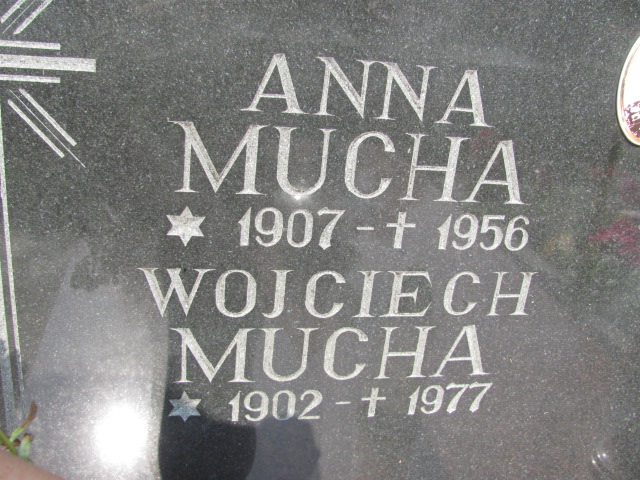 ANNA
MUCHA
✶ 1907 - † 1956
WOJCIECH
MUCHA
✶ 1902 - † 1977